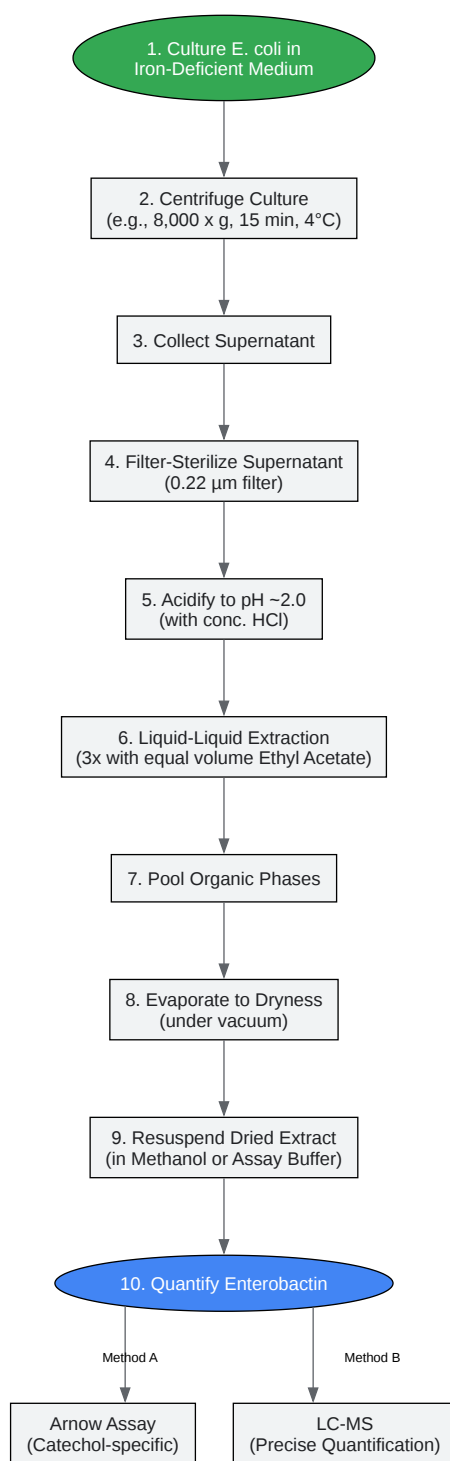 1. Culture E. coli in
Iron-Deficient Medium
2. Centrifuge Culture
(e.g., 8,000 x g, 15 min, 4°C)
3. Collect Supernatant
4. Filter-Sterilize Supernatant
(0.22 µm filter)
5. Acidify to pH ~2.0
(with conc. HCl)
6. Liquid-Liquid Extraction
(3x with equal volume Ethyl Acetate)
7. Pool Organic Phases
8. Evaporate to Dryness
(under vacuum)
9. Resuspend Dried Extract
(in Methanol or Assay Buffer)
10. Quantify Enterobactin
Method A
Method B
Arnow Assay
(Catechol-specific)
LC-MS
(Precise Quantification)